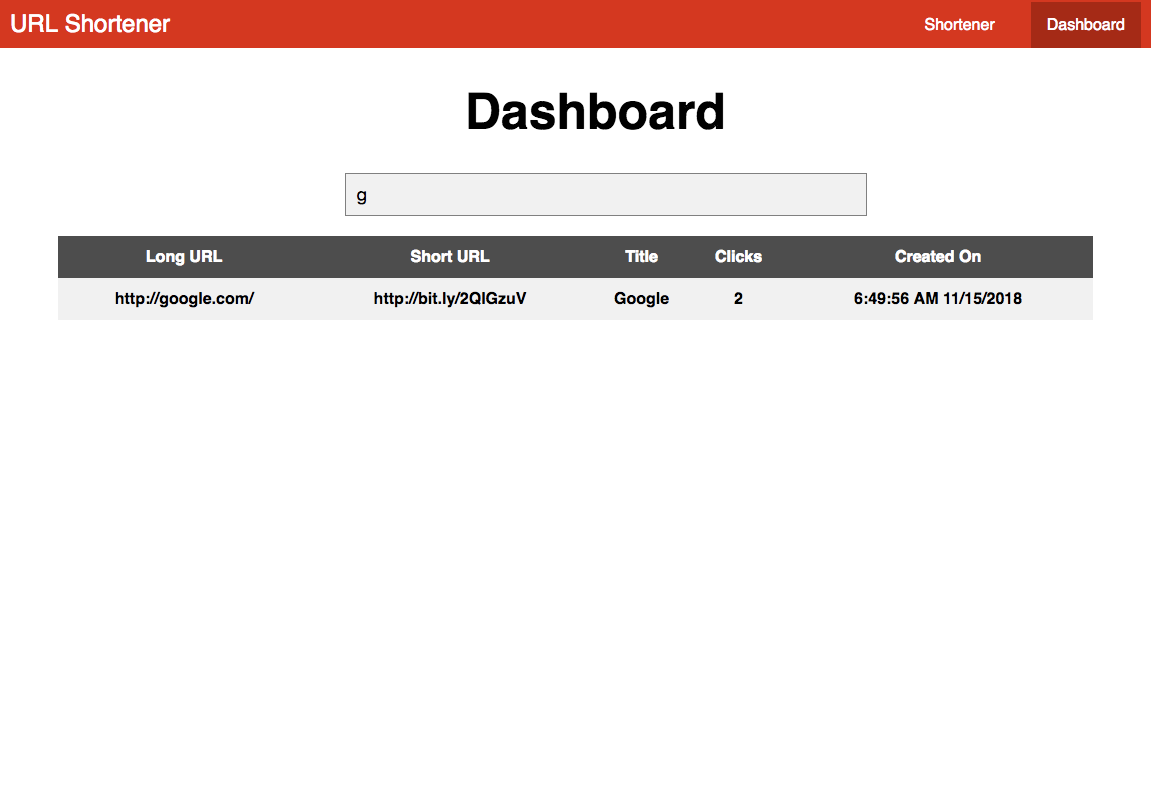 URL Shortener Shortener Dashboard
Dashboard
g
Long URL Short URL Title Clicks Created On
http://google.com/ http://bit.ly/2QIGzuV Google 2 6:49:56 AM 11/15/2018